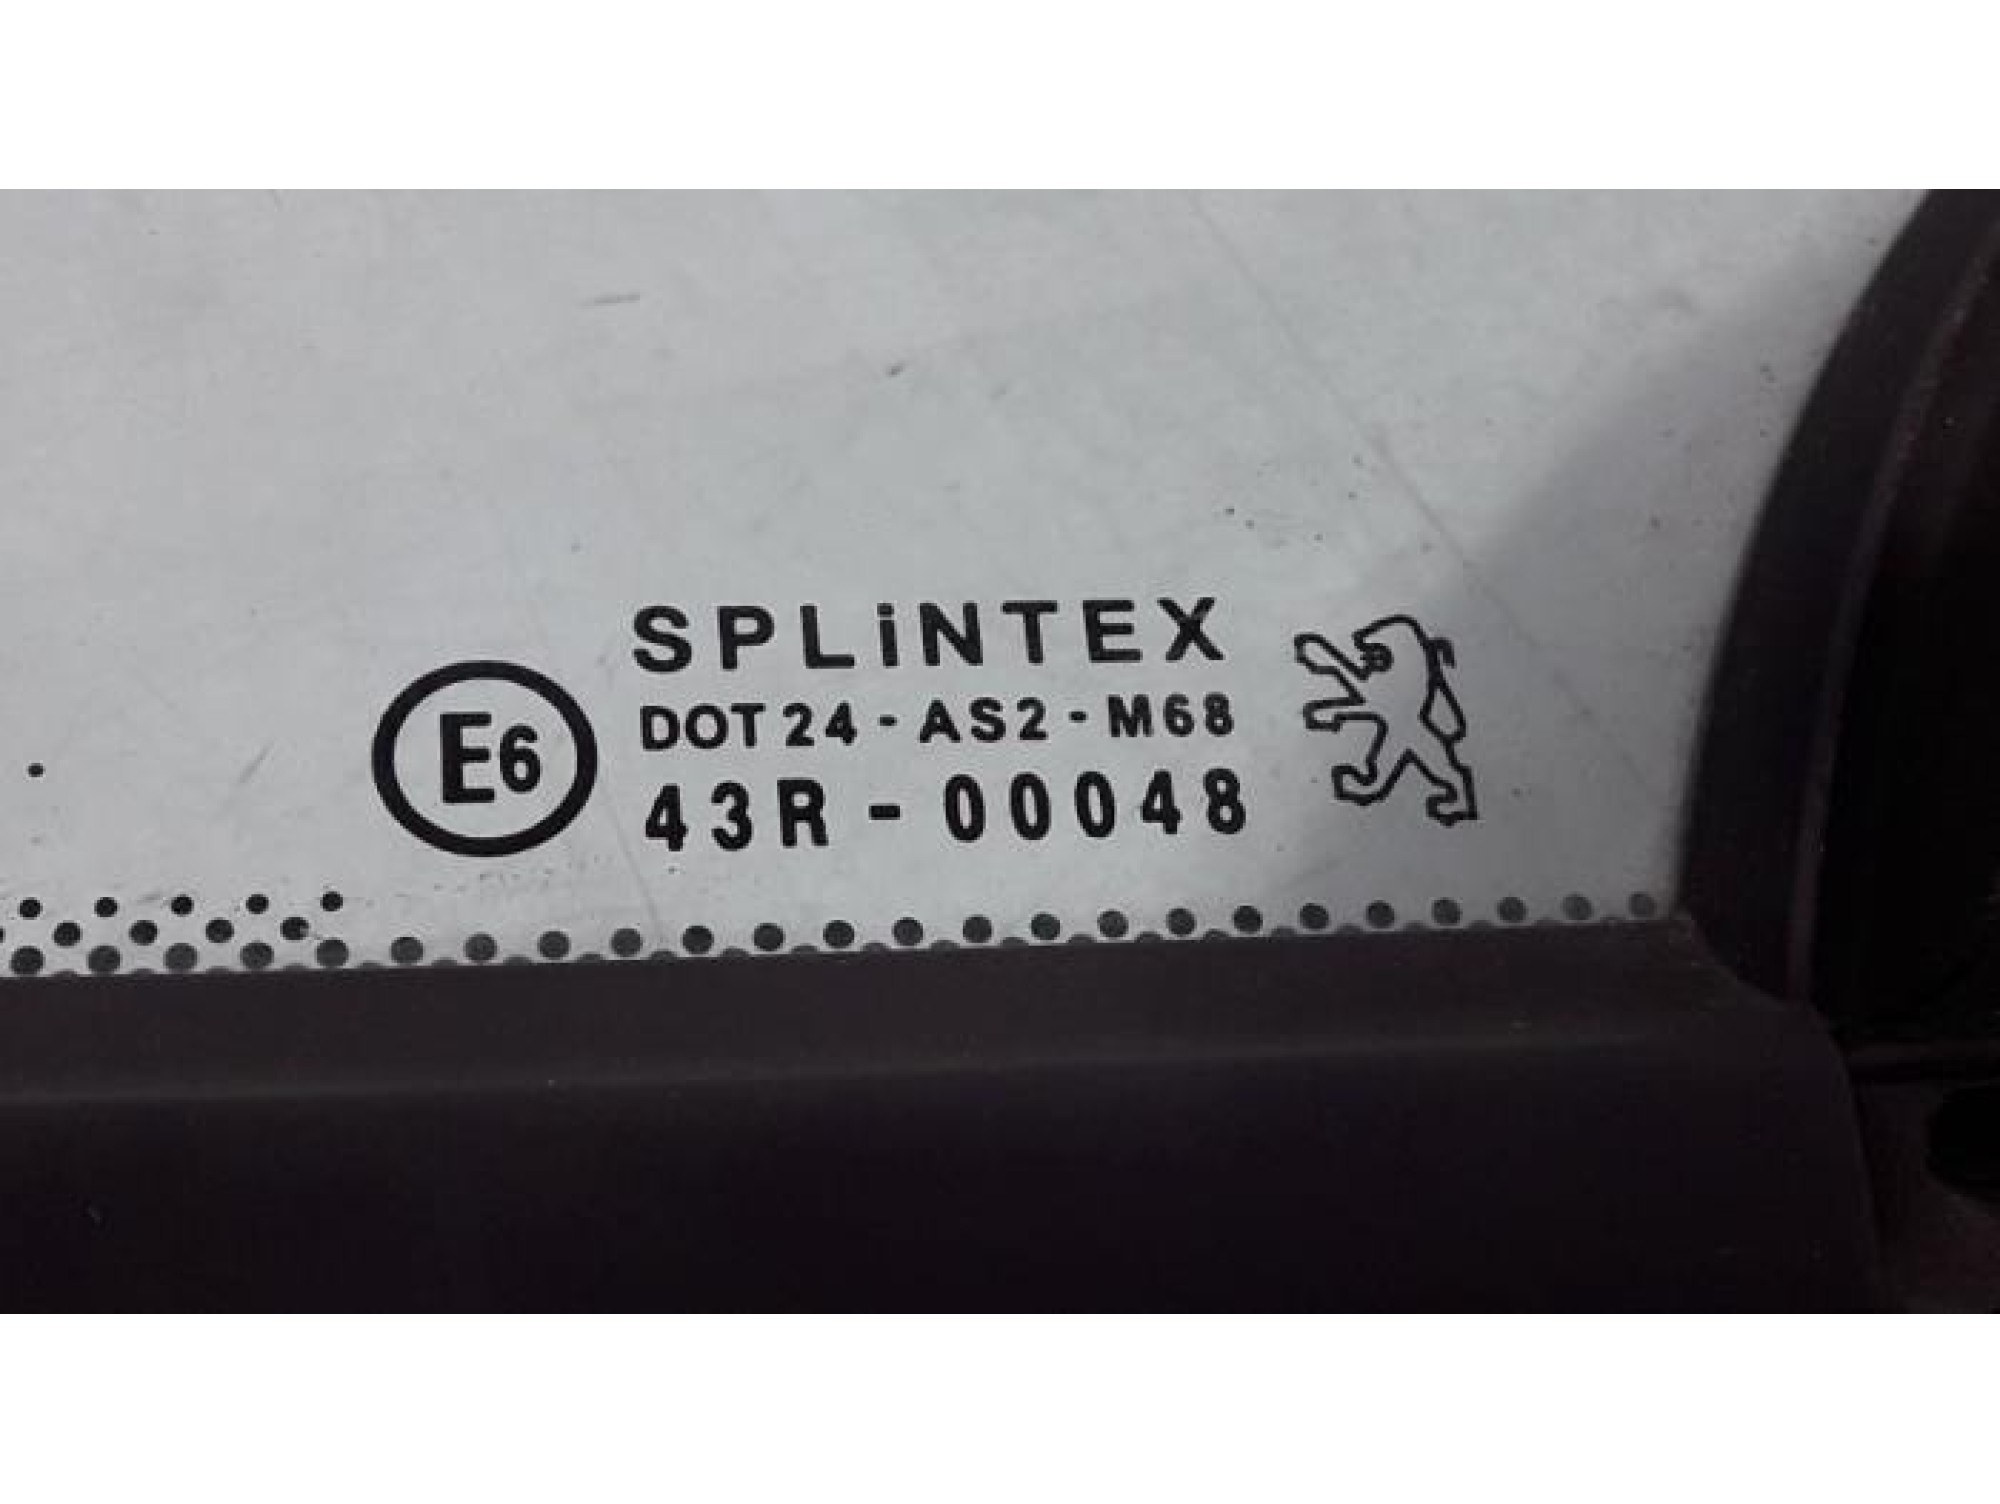 SPLiNTEX
E6
DOT 24 - AS2 - M68
43R - 00048